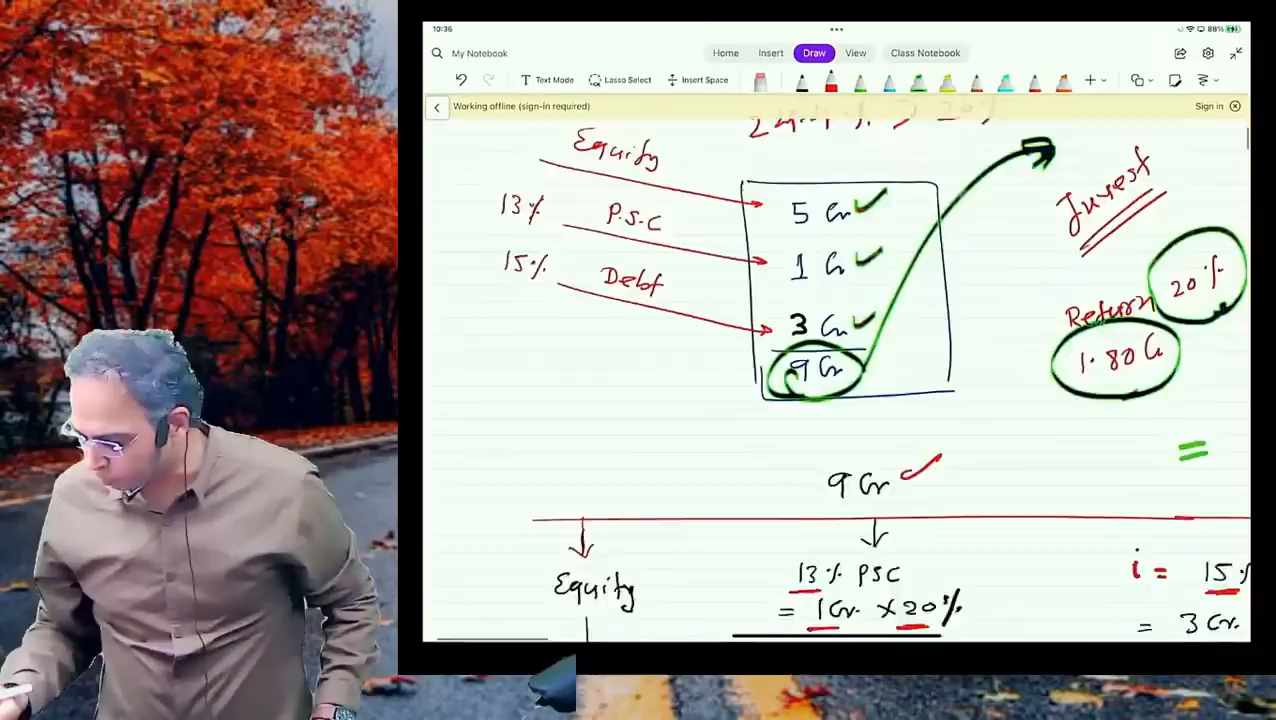 10:36
88%
My Notebook
Home Insert Draw View Class Notebook
Text Mode Lasso Select Insert Space
Working offline (sign-in required)
Sign in
Equity
5 Cr
13% P.S.C
1 Cr
15% Debt
3 Cr
9 Cr
Invest
20%
Return
1.80 Cr
=
9 Cr
Equity
13% PSC
= 1 Cr. × 20%
i = 15%
= 3 Cr.